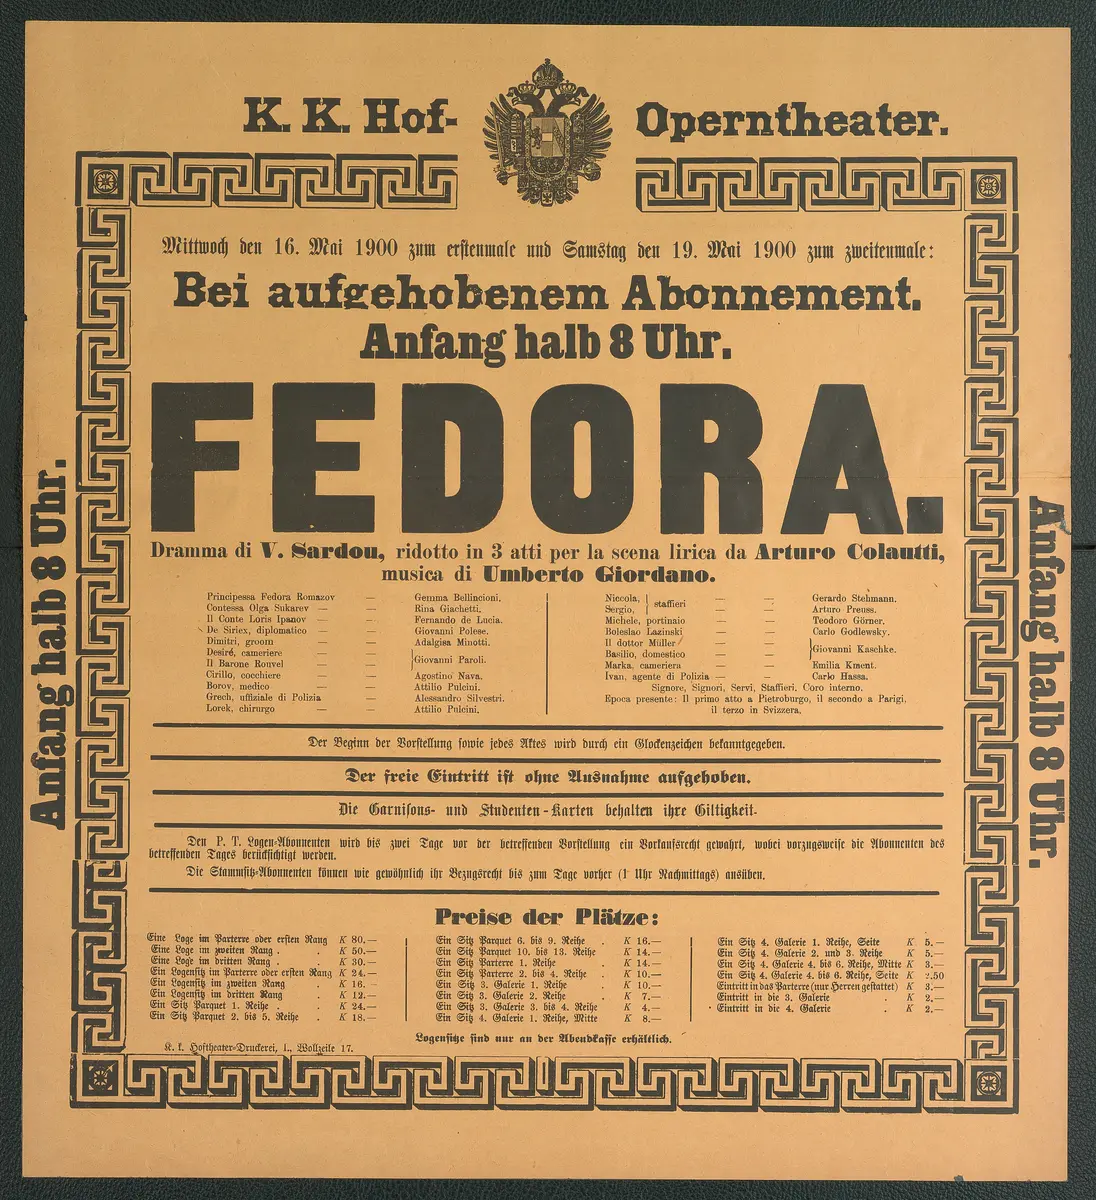 K. K. Hof- Operntheater.
Mittwoch den 16. Mai 1900 zum erstenmale und Samstag den 19. Mai 1900 zum zweitenmale:
Bei aufgehobenem Abonnement.
Anfang halb 8 Uhr.
FEDORA.
Dramma di V. Sardou, ridotto in 3 atti per la scena lirica da Arturo Colautti,
musica di Umberto Giordano.
Principessa Fedora Romazov — Gemma Bellincioni.
Contessa Olga Sukarev — — Rina Giachetti.
Il Conte Loris Ipanov — — Fernando de Lucia.
De Siriex, diplomatico — — Giovanni Polese.
Dimitri, groom — — Adalgisa Minotti.
Desiré, cameriere — — } Giovanni Paroli.
Il Barone Rouvel — —
Cirillo, cocchiere — — Agostino Nava.
Borov, medico — — Attilio Pulcini.
Grech, uffiziale di Polizia — Alessandro Silvestri.
Lorek, chirurgo — — Attilio Pulcini.
Niccola, } staffieri — — Gerardo Stehmann.
Sergio, — — Arturo Preuss.
Michele, portinaio — — Teodoro Görner.
Boleslao Lazinski — — Carlo Godlewsky.
Il dottor Müller — — } Giovanni Kaschke.
Basilio, domestico — —
Marka, cameriera — — Emilia Kment.
Ivan, agente di Polizia — — Carlo Hassa.
Signore, Signori, Servi, Staffieri. Coro interno.
Epoca presente: Il primo atto a Pietroburgo, il secondo a Parigi,
il terzo in Svizzera.
Der Beginn der Vorstellung sowie jedes Aktes wird durch ein Glockenzeichen bekanntgegeben.
Der freie Eintritt ist ohne Ausnahme aufgehoben.
Die Garnisons- und Studenten-Karten behalten ihre Giltigkeit.
Den P. T. Logen-Abonnenten wird bis zwei Tage vor der betreffenden Vorstellung ein Vorkaufsrecht gewahrt, wobei vorzugsweise die Abonnenten des
betreffenden Tages berücksichtigt werden.
Die Stammsitz-Abonnenten können wie gewöhnlich ihr Bezugsrecht bis zum Tage vorher (1 Uhr Nachmittags) ausüben.
Preise der Plätze:
Eine Loge im Parterre oder ersten Rang K 80.—
Eine Loge im zweiten Rang . . K 50.—
Eine Loge im dritten Rang . . K 30.—
Ein Logensitz im Parterre oder ersten Rang K 24.—
Ein Logensitz im zweiten Rang . K 16.—
Ein Logensitz im dritten Rang . K 12.—
Ein Sitz Parquet 1. Reihe . . K 24.—
Ein Sitz Parquet 2. bis 5. Reihe . K 18.—
Ein Sitz Parquet 6. bis 9. Reihe . K 16.—
Ein Sitz Parquet 10. bis 13. Reihe K 14.—
Ein Sitz Parterre 1. Reihe . K 14.—
Ein Sitz Parterre 2. bis 4. Reihe . K 10.—
Ein Sitz 3. Galerie 1. Reihe . K 10.—
Ein Sitz 3. Galerie 2. Reihe . K 7.—
Ein Sitz 3. Galerie 3. bis 4. Reihe . K 4.—
Ein Sitz 4. Galerie 1. Reihe, Mitte K 8.—
Ein Sitz 4. Galerie 1. Reihe, Seite K 5.—
Ein Sitz 4. Galerie 2. und 3. Reihe K 5.—
Ein Sitz 4. Galerie 4. bis 6. Reihe, Mitte K 3.—
Ein Sitz 4. Galerie 4. bis 6. Reihe, Seite K 2.50
Eintritt in das Parterre (nur Herren gestattet) K 3.—
Eintritt in die 3. Galerie . K 2.—
Eintritt in die 4. Galerie . K 2.—
Logensitze sind nur an der Abendkasse erhältlich.
K. k. Hoftheater-Druckerei, I., Wollzeile 17.
Anfang halb 8 Uhr.
Anfang halb 8 Uhr.